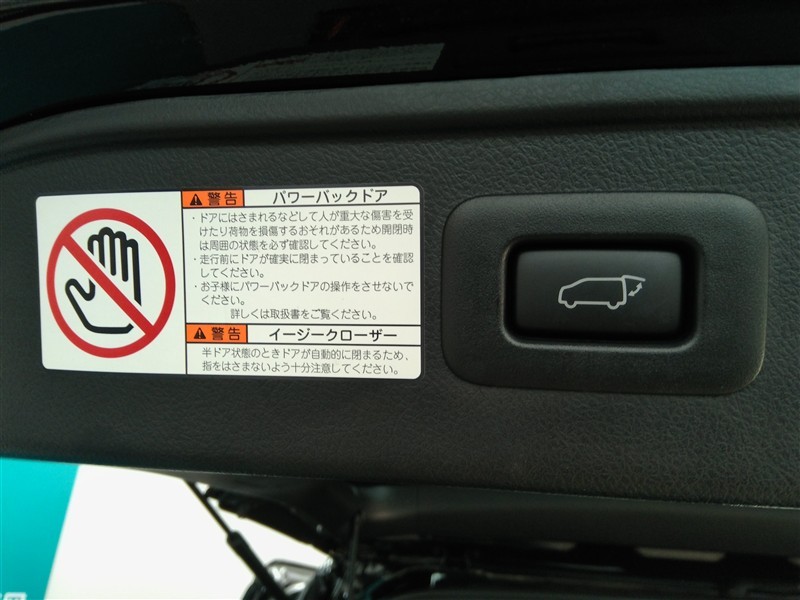 警告 パワーバックドア
・ドアにはさまれるなどして人が重大な傷害を受
けたり荷物を損傷するおそれがあるため開閉時
は周囲の状態を必ず確認してください。
・走行前にドアが確実に閉まっていることを確認
してください。
・お子様にパワーバックドアの操作をさせないで
ください。
詳しくは取扱書をご覧ください。
警告 イージークローザー
半ドア状態のときドアが自動的に閉まるため、
指をはさまないよう十分注意してください。